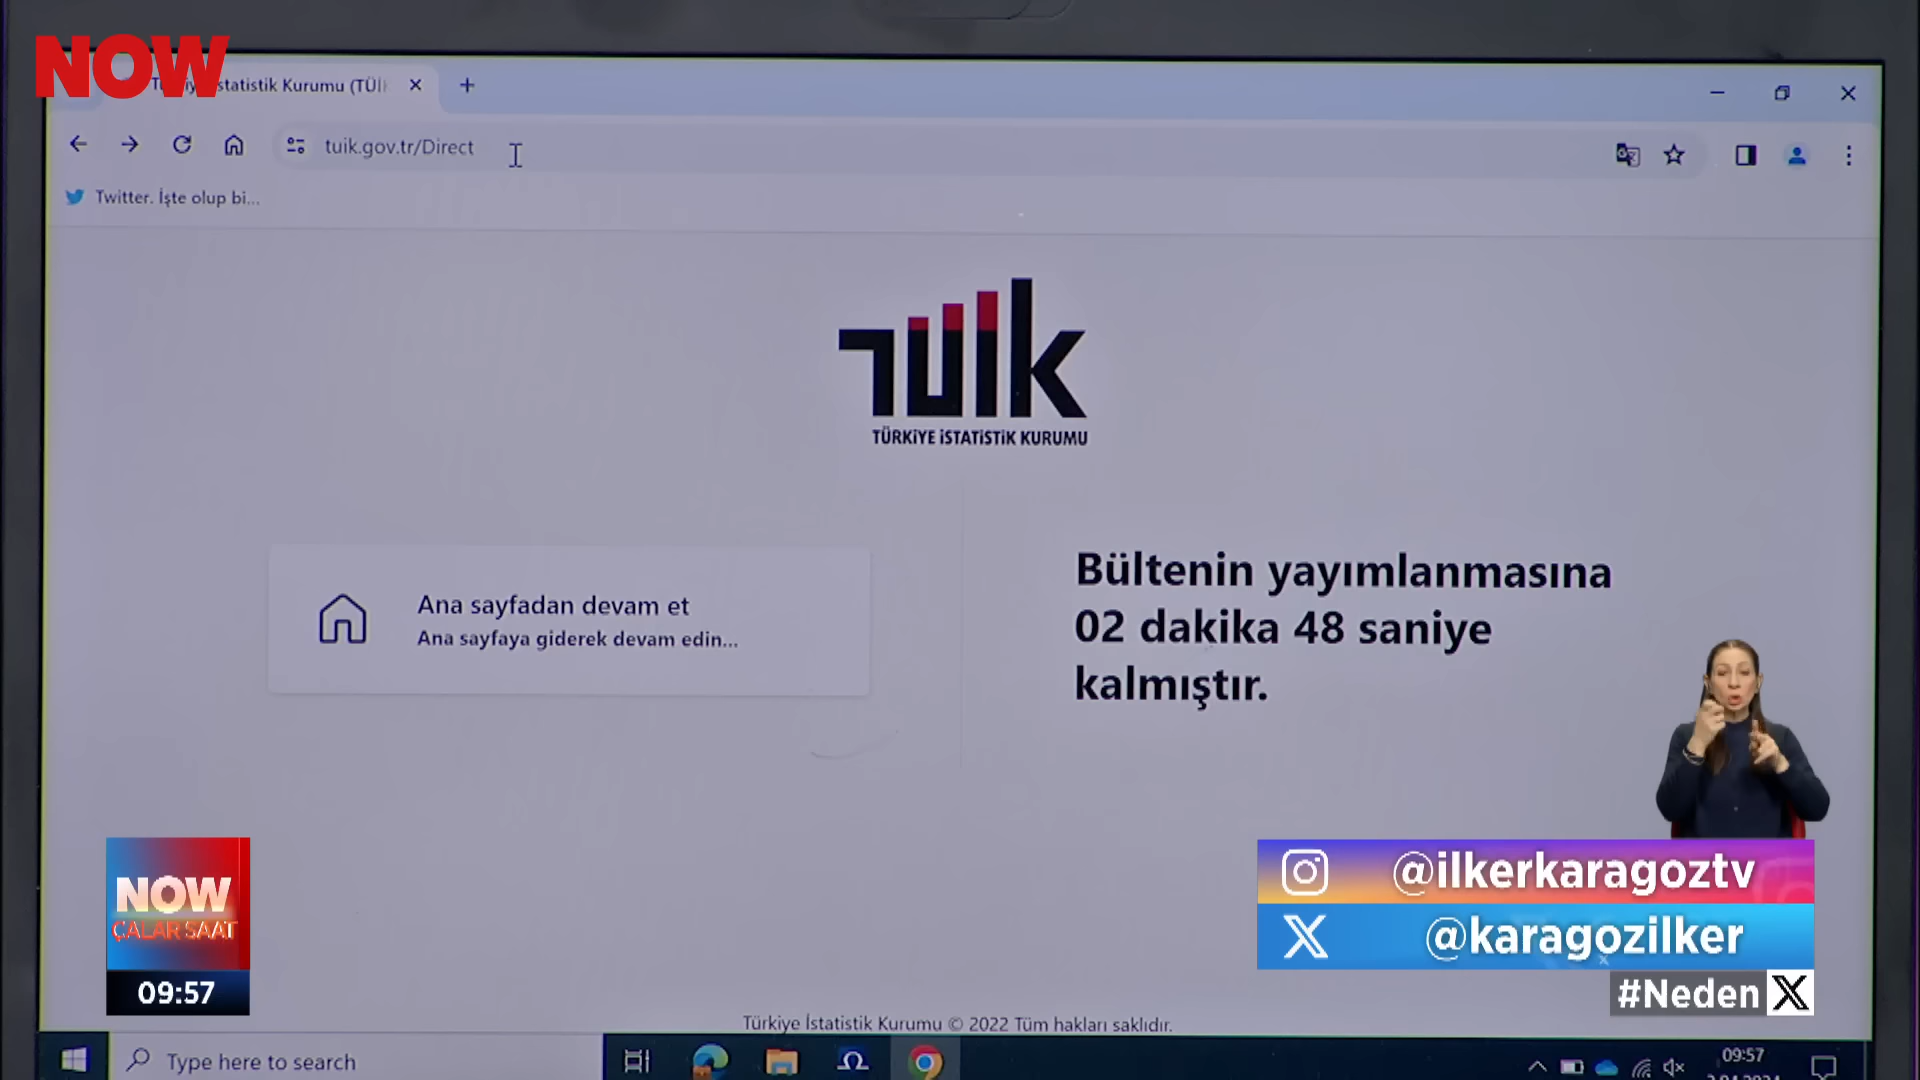 NOW
statistik Kurumu (TÜİ
tuik.gov.tr/Direct
Twitter. İşte olup bi...
TÜİK
TÜRKİYE İSTATİSTİK KURUMU
Ana sayfadan devam et
Ana sayfaya giderek devam edin...
Bültenin yayımlanmasına
02 dakika 48 saniye
kalmıştır.
NOW
ÇALAR SAAT
09:57
@ilkerkaragoztv
@karagozilker
#Neden
Türkiye İstatistik Kurumu © 2022 Tüm hakları saklıdır.
Type here to search
09:57